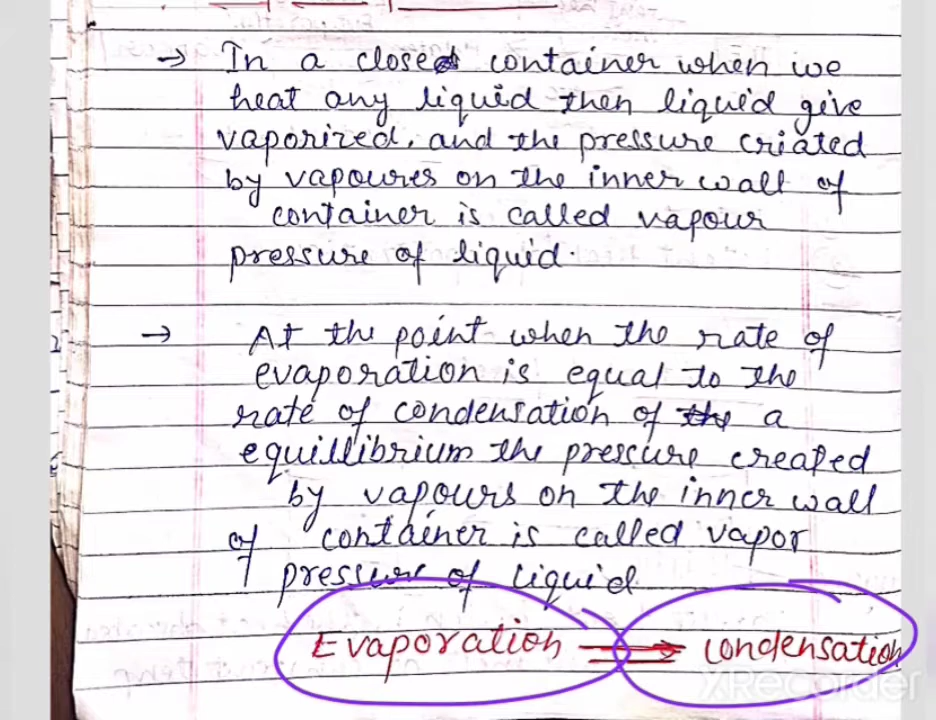 → In a closed container when we
heat any liquid then liquid give
vaporized. and the pressure criated
by vapoures on the inner wall of
container is called vapour
pressure of liquid.
→ At the point when the rate of
evaporation is equal to the
rate of condensation of a
equillibrium the pressure created
by vapours on the inner wall
of container is called vapor
pressure of liquid
Evaporation ⇌ condensation
XRecorder